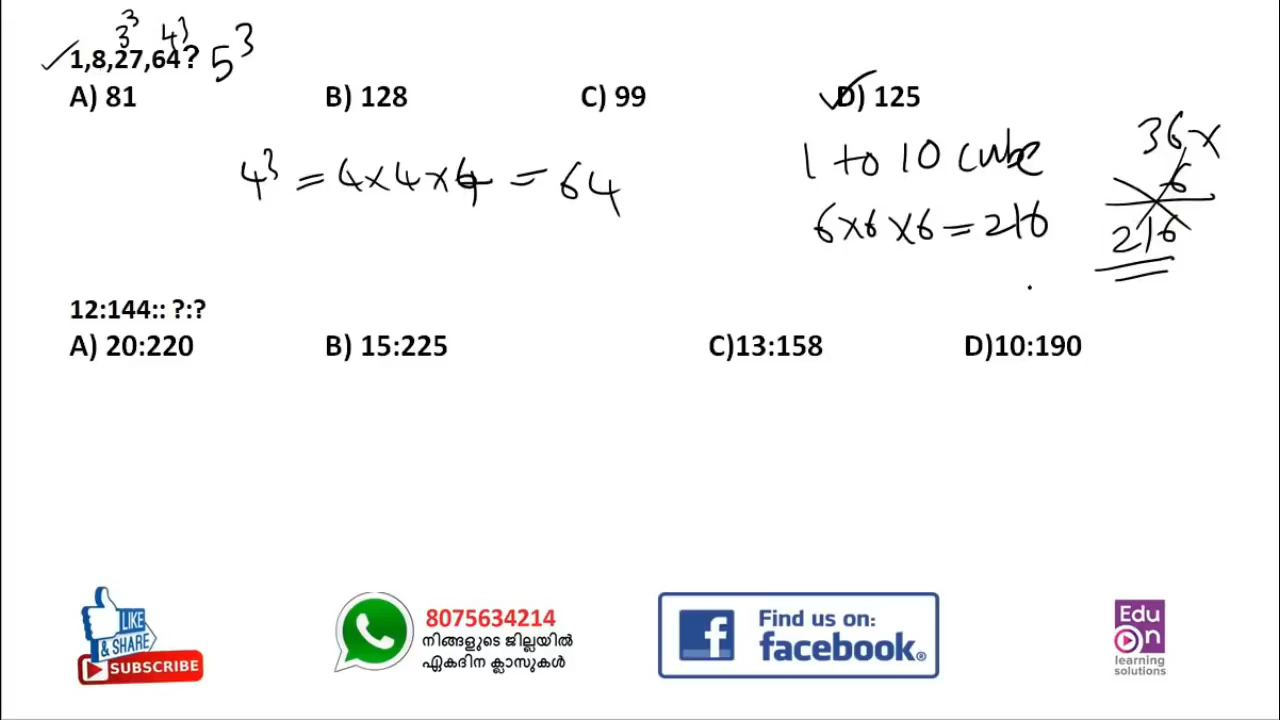 3³ 4³
1,8,27,64? 5³
A) 81 B) 128 C) 99 D) 125
4³ = 4×4×4 = 64
1 to 10 cube
6×6×6 = 216
36×
6
216
12:144:: ?:?
A) 20:220 B) 15:225 C)13:158 D)10:190
LIKE
& SHARE
SUBSCRIBE
8075634214
നിങ്ങളുടെ ജില്ലയിൽ
ഏകദിന ക്ലാസുകൾ
Find us on:
facebook®
Edu
On
learning
solutions